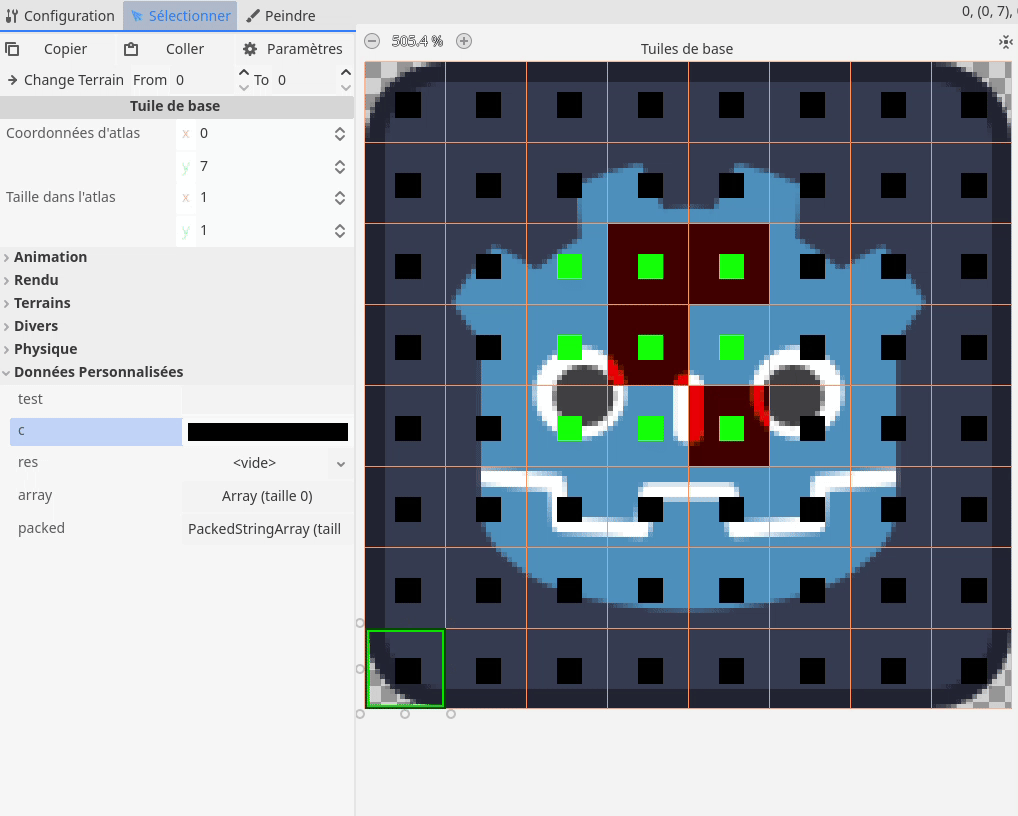 Configuration Sélectionner Peindre 0, (0, 7),
Copier Coller Paramètres
505.4 %
Tuiles de base
Change Terrain From 0 To 0
Tuile de base
Coordonnées d'atlas x 0
y 7
Taille dans l'atlas x 1
y 1
Animation
Rendu
Terrains
Divers
Physique
Données Personnalisées
test
c
res <vide>
array Array (taille 0)
packed PackedStringArray (taill